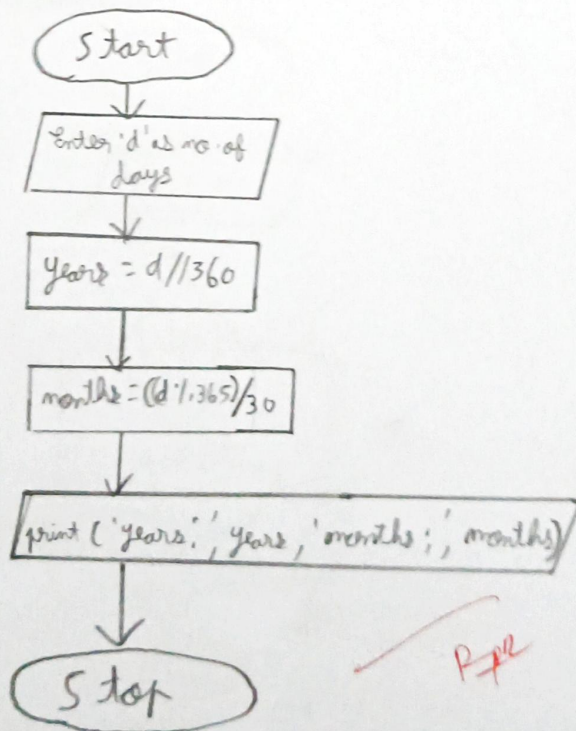 Start
Enter 'd' as no. of
days
years = d//360
months = ((d%365)/30
print ('years:', years, 'months:', months)
Stop